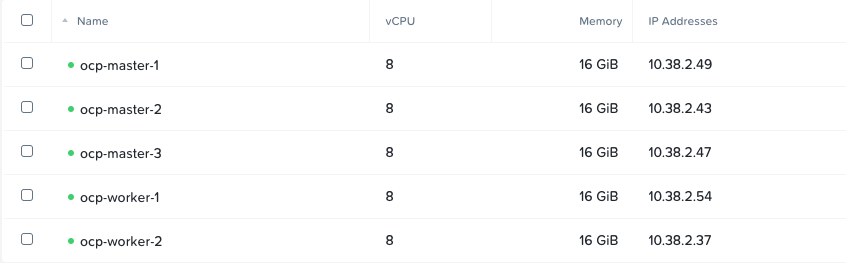 Name vCPU Memory IP Addresses
ocp-master-1 8 16 GiB 10.38.2.49
ocp-master-2 8 16 GiB 10.38.2.43
ocp-master-3 8 16 GiB 10.38.2.47
ocp-worker-1 8 16 GiB 10.38.2.54
ocp-worker-2 8 16 GiB 10.38.2.37